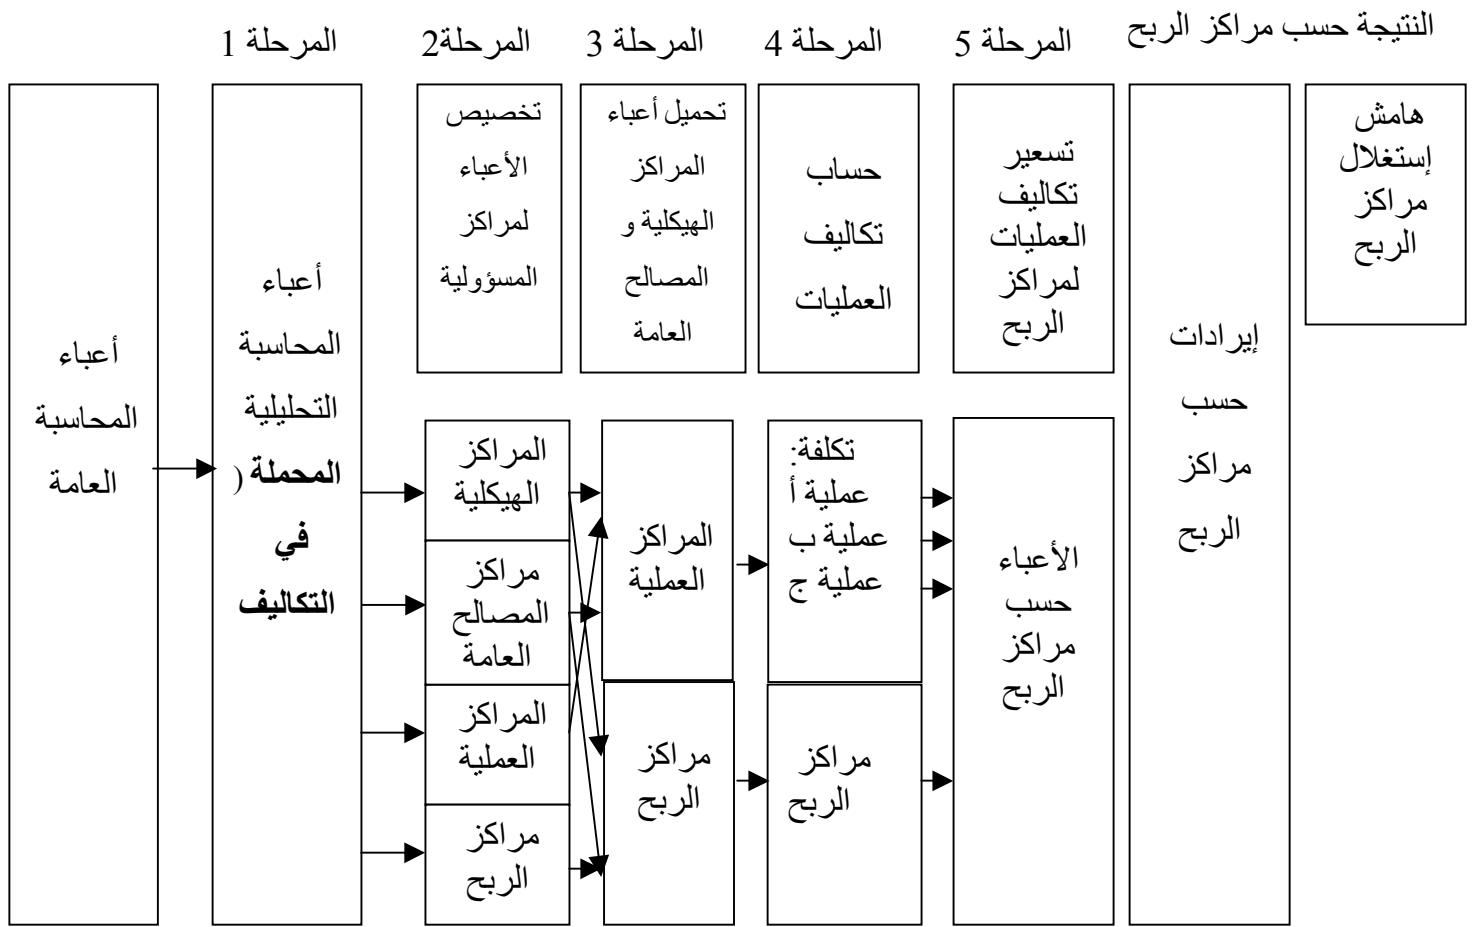 المرحلة 1
المرحلة2
المرحلة 3
المرحلة 4
المرحلة 5
النتيجة حسب مراكز الربح
أعباء
المحاسبة
العامة
أعباء
المحاسبة
التحليلية
المحملة (
في
التكاليف
تخصيص
الأعباء
لمراكز
المسؤولية
تحميل أعباء
المراكز
الهيكلية و
المصالح
العامة
حساب
تكاليف
العمليات
تسعير
تكاليف
العمليات
لمراكز
الربح
إيرادات
حسب
مراكز
الربح
هامش
إستغلال
مراكز
الربح
المراكز
الهيكلية
مراكز
المصالح
العامة
المراكز
العملية
مراكز
الربح
المراكز
العملية
مراكز
الربح
تكلفة:
عملية أ
عملية ب
عملية ج
مراكز
الربح
الأعباء
حسب
مراكز
الربح